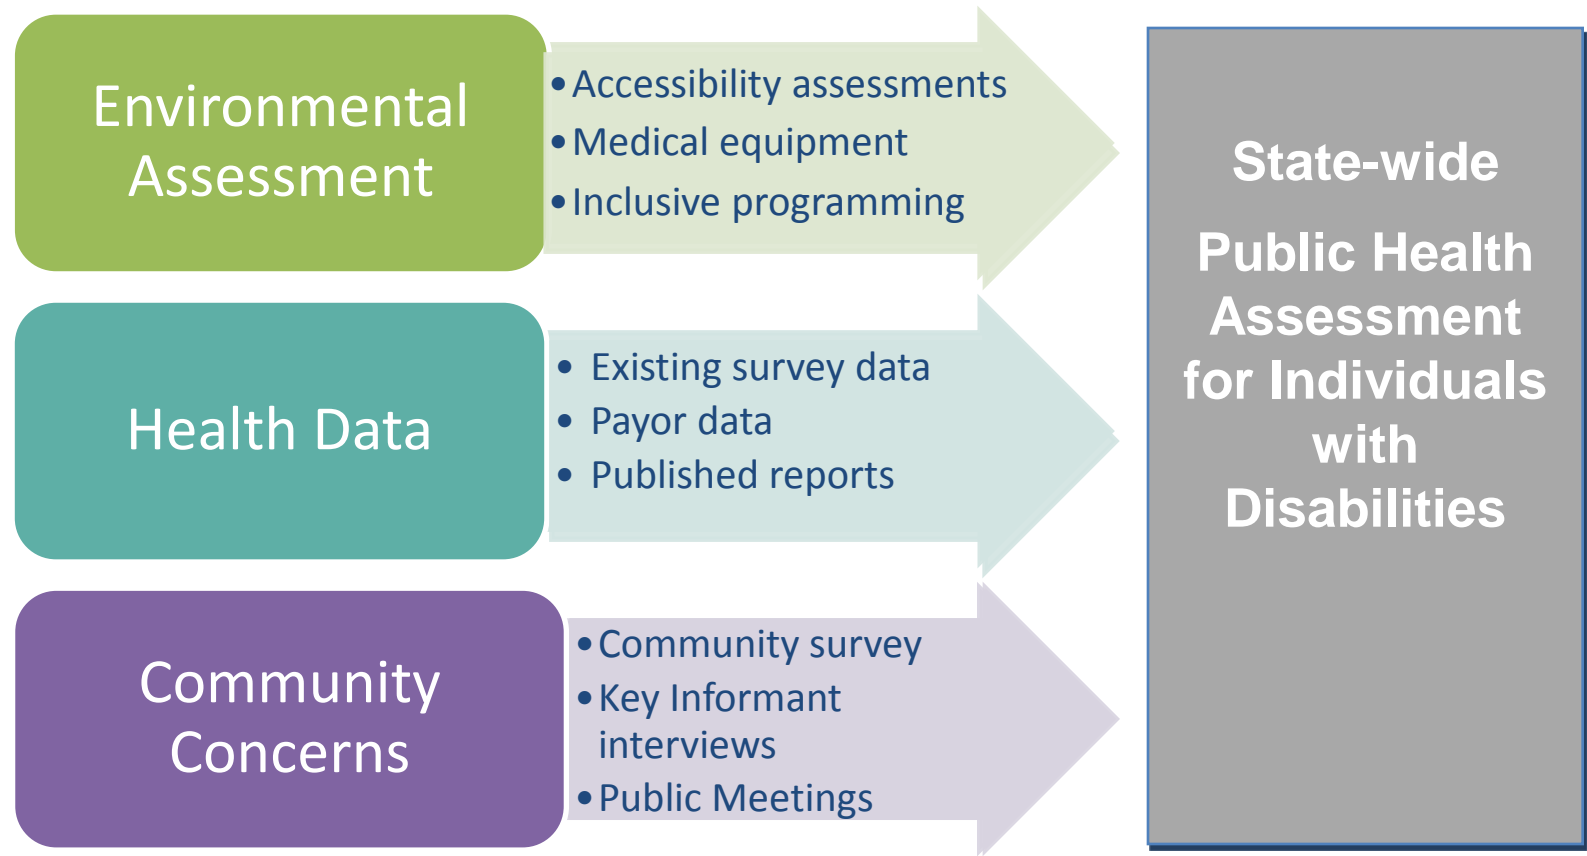 Environmental
Assessment
•Accessibility assessments
•Medical equipment
•Inclusive programming
Health Data
• Existing survey data
• Payor data
• Published reports
Community
Concerns
•Community survey
•Key Informant
interviews
•Public Meetings
State-wide
Public Health
Assessment
for Individuals
with
Disabilities